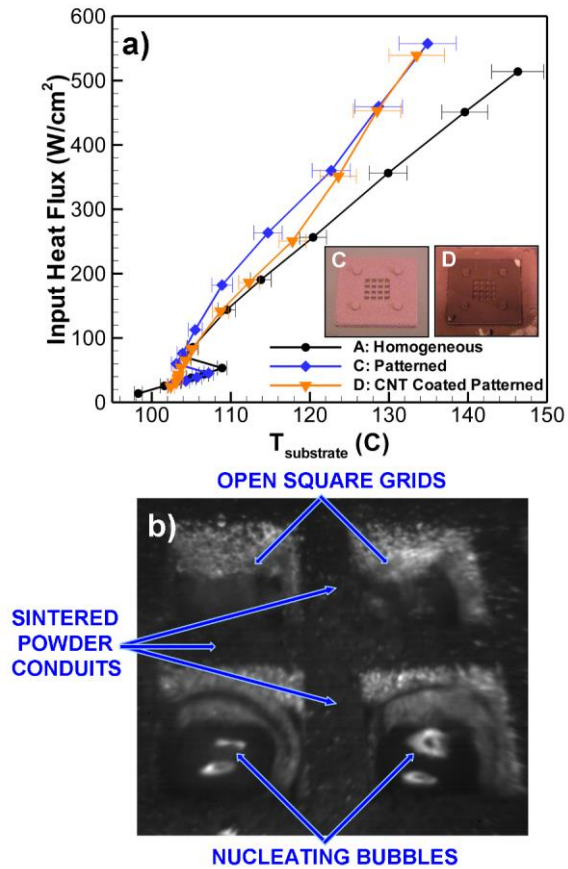 a)
Input Heat Flux (W/cm²)
600
500
400
300
200
100
0
C
D
A: Homogeneous
C: Patterned
D: CNT Coated Patterned
100
110
120
130
140
150
T_substrate (C)
OPEN SQUARE GRIDS
b)
SINTERED
POWDER
CONDUITS
NUCLEATING BUBBLES